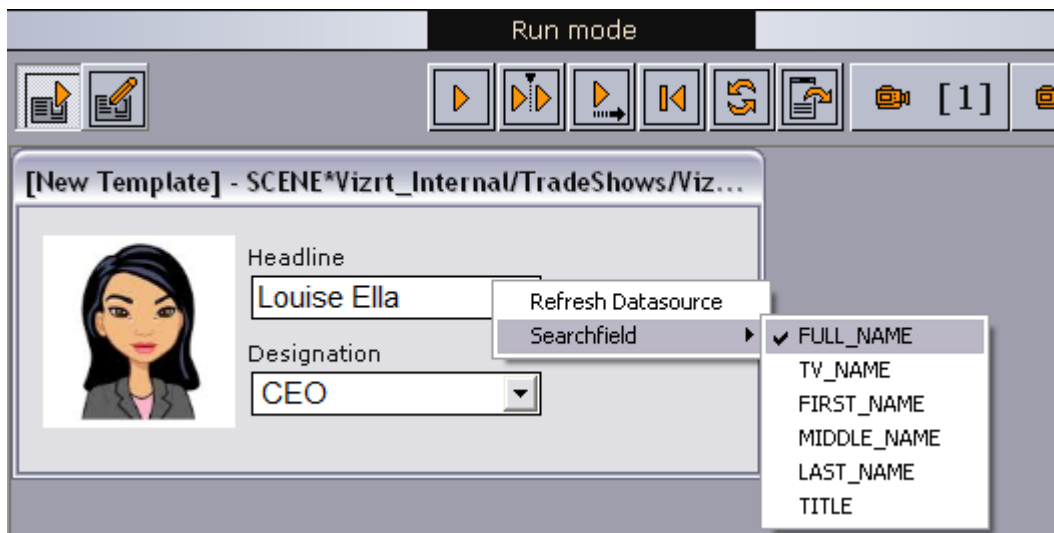 Run mode
[1]
[New Template] - SCENE*Vizrt_Internal/TradeShows/Viz...
Headline
Louise Ella
Refresh Datasource
Searchfield
FULL_NAME
Designation
TV_NAME
CEO
FIRST_NAME
MIDDLE_NAME
LAST_NAME
TITLE